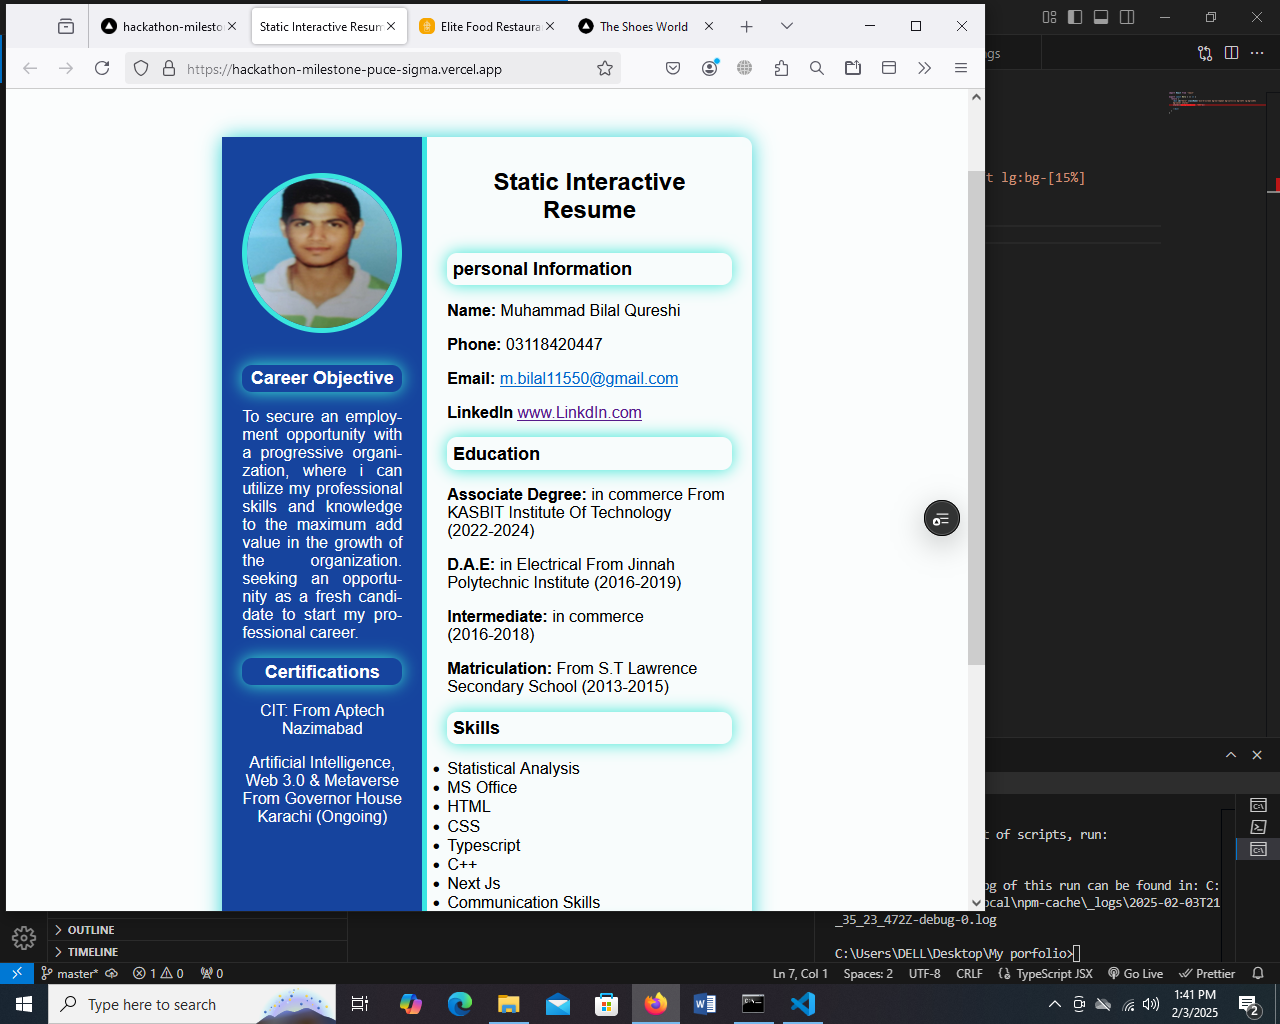 hackathon-milesto
Static Interactive Resum
Elite Food Restaura
The Shoes World
https://hackathon-milestone-puce-sigma.vercel.app
gs
t lg:bg-[15%]
Static Interactive
Resume
personal Information
Name: Muhammad Bilal Qureshi
Phone: 03118420447
Email: m.bilal11550@gmail.com
LinkedIn www.LinkdIn.com
Education
Associate Degree: in commerce From
KASBIT Institute Of Technology
(2022-2024)
D.A.E: in Electrical From Jinnah
Polytechnic Institute (2016-2019)
Intermediate: in commerce
(2016-2018)
Matriculation: From S.T Lawrence
Secondary School (2013-2015)
Skills
Statistical Analysis
MS Office
HTML
CSS
Typescript
C++
Next Js
Communication Skills
Career Objective
To secure an employ-
ment opportunity with
a progressive organi-
zation, where i can
utilize my professional
skills and knowledge
to the maximum add
value in the growth of
the organization.
seeking an opportu-
nity as a fresh candi-
date to start my pro-
fessional career.
Certifications
CIT: From Aptech
Nazimabad
Artificial Intelligence,
Web 3.0 & Metaverse
From Governor House
Karachi (Ongoing)
t of scripts, run:
og of this run can be found in: C:
ocal\npm-cache\_logs\2025-02-03T21
_35_23_472Z-debug-0.log
C:\Users\DELL\Desktop\My porfolio>
OUTLINE
TIMELINE
master* 1 0 0 Ln 7, Col 1 Spaces: 2 UTF-8 CRLF TypeScript JSX Go Live Prettier
Type here to search
1:41 PM
2/3/2025
2